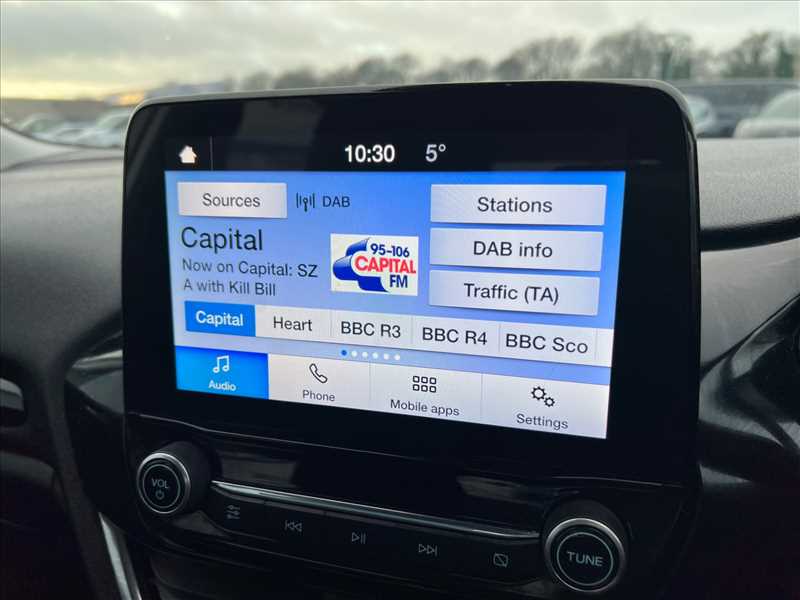 10:30 5°
Sources DAB Stations
Capital
95-106
CAPITAL
FM
DAB info
Now on Capital: SZ
A with Kill Bill
Traffic (TA)
Capital Heart BBC R3 BBC R4 BBC Sco
Audio Phone Mobile apps Settings
VOL
TUNE